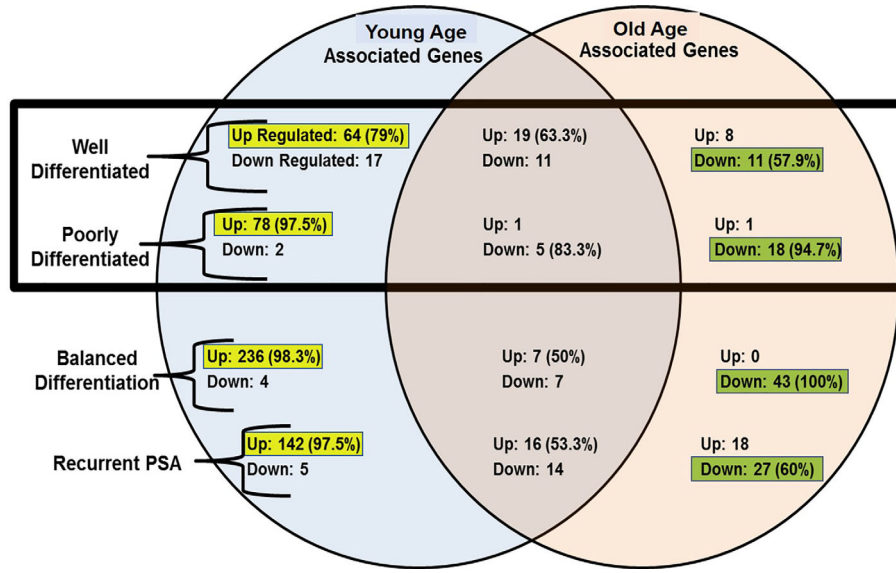 Young Age
Associated Genes
Old Age
Associated Genes
Well
Differentiated
Up Regulated: 64 (79%)
Down Regulated: 17
Up: 19 (63.3%)
Down: 11
Up: 8
Down: 11 (57.9%)
Poorly
Differentiated
Up: 78 (97.5%)
Down: 2
Up: 1
Down: 5 (83.3%)
Up: 1
Down: 18 (94.7%)
Balanced
Differentiation
Up: 236 (98.3%)
Down: 4
Up: 7 (50%)
Down: 7
Up: 0
Down: 43 (100%)
Recurrent PSA
Up: 142 (97.5%)
Down: 5
Up: 16 (53.3%)
Down: 14
Up: 18
Down: 27 (60%)